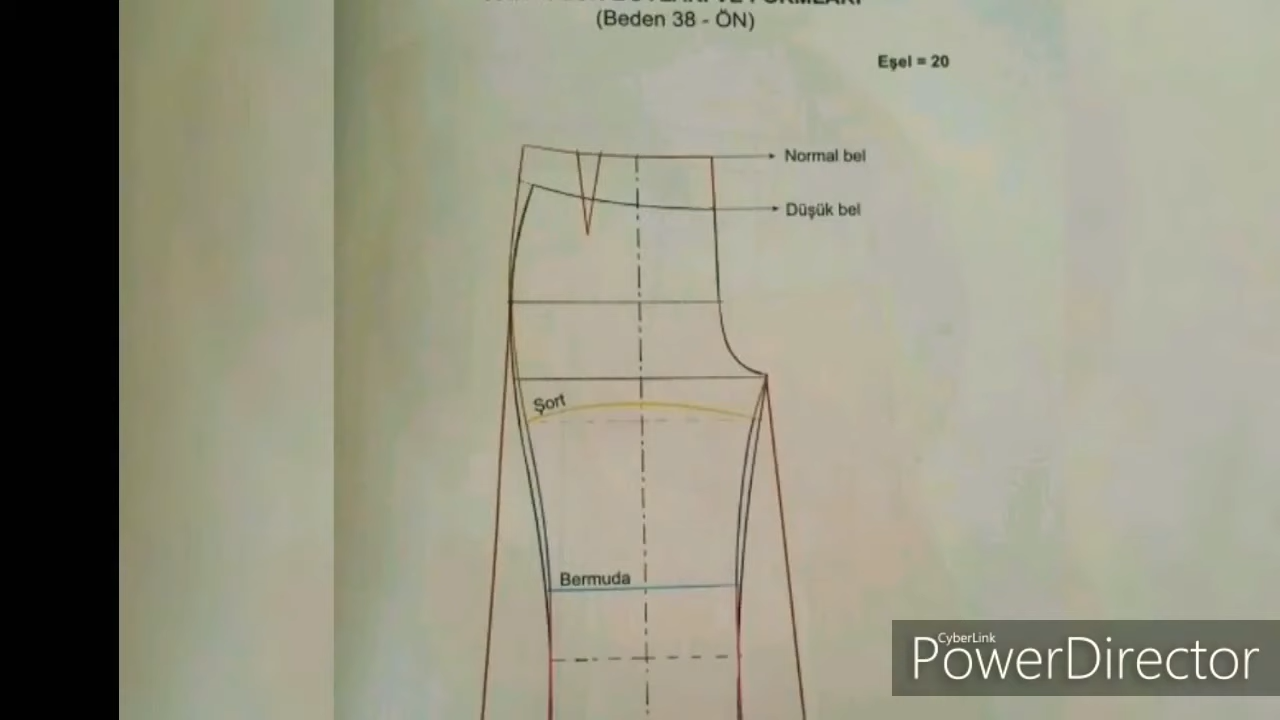 (Beden 38 - ÖN)
Eşel = 20
Normal bel
Düşük bel
Şort
Bermuda
CyberLink
PowerDirector